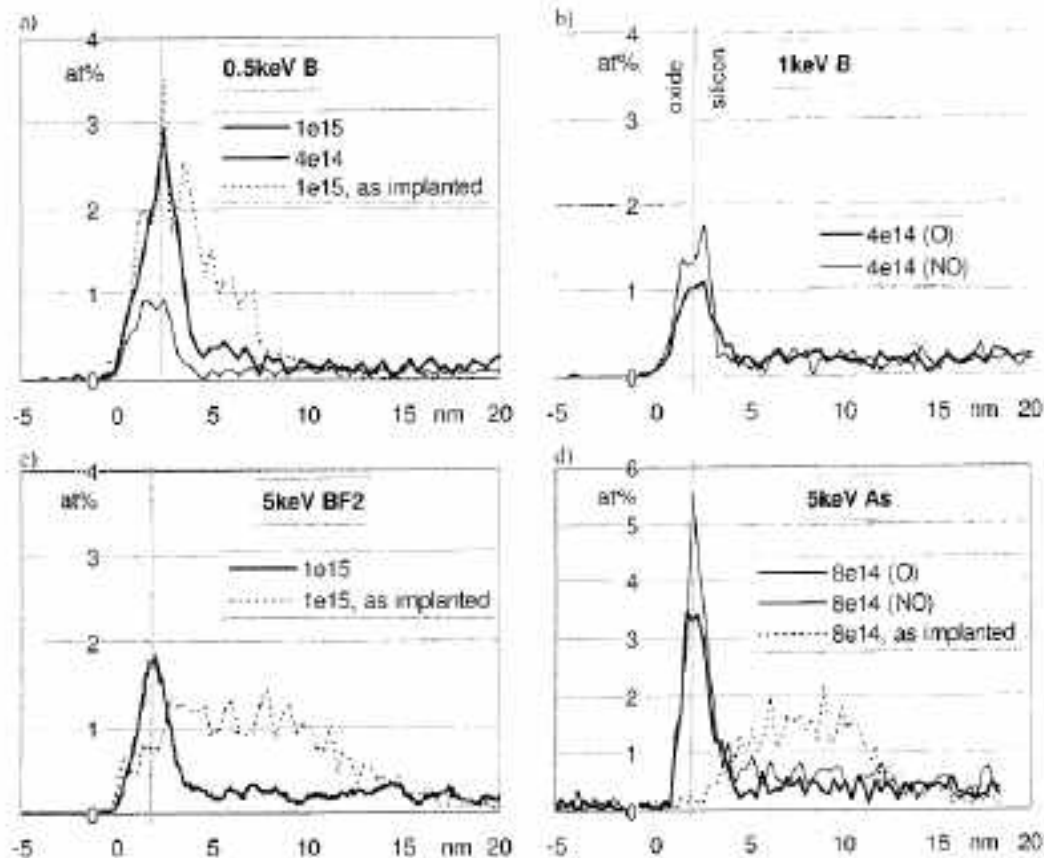 a)
4
at%
0.5keV B
3
1e15
4e14
1e15, as implanted
2
1
0
-5 0 5 10 15 nm 20
b)
4
at%
oxide
silicon
1keV B
3
2
4e14 (O)
4e14 (NO)
1
0
-5 0 5 10 15 nm 20
c)
4
at%
5keV BF2
3
1e15
1e15, as implanted
2
1
0
-5 0 5 10 15 nm 20
d)
6
at%
5keV As
5
4
8e14 (O)
8e14 (NO)
8e14, as implanted
3
2
1
0
-5 0 5 10 15 nm 20